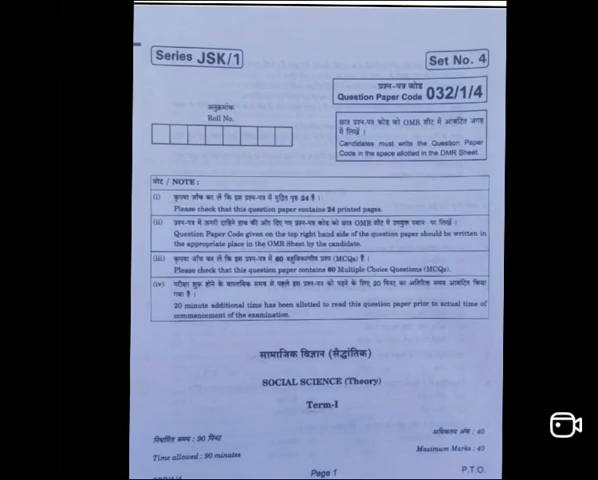 Series JSK/1
Set No. 4
प्रश्न-पत्र कोड
Question Paper Code 032/1/4
अनुक्रमांक
Roll No.
छात्र प्रश्न-पत्र कोड को OMR शीट में आबंटित जगह
में लिखें ।
Candidates must write the Question Paper
Code in the space allotted in the OMR Sheet.
नोट / NOTE :
(i) कृपया जाँच कर लें कि इस प्रश्न-पत्र में मुद्रित पृष्ठ 24 हैं ।
Please check that this question paper contains 24 printed pages.
(ii) प्रश्न-पत्र में ऊपरी दाहिने हाथ की ओर दिए गए प्रश्न-पत्र कोड को छात्र OMR शीट में उपयुक्त स्थान पर लिखें ।
Question Paper Code given on the top right hand side of the question paper should be written in
the appropriate place in the OMR Sheet by the candidate.
(iii) कृपया जाँच कर लें कि इस प्रश्न-पत्र में 60 बहुविकल्पीय प्रश्न (MCQs) हैं ।
Please check that this question paper contains 60 Multiple Choice Questions (MCQs).
(iv) परीक्षा शुरू होने के वास्तविक समय से पहले इस प्रश्न-पत्र को पढ़ने के लिए 20 मिनट का अतिरिक्त समय आबंटित किया
गया है ।
20 minute additional time has been allotted to read this question paper prior to actual time of
commencement of the examination.
सामाजिक विज्ञान (सैद्धांतिक)
SOCIAL SCIENCE (Theory)
Term-I
निर्धारित समय : 90 मिनट
अधिकतम अंक : 40
Time allowed : 90 minutes
Maximum Marks : 40
Page 1
P.T.O.